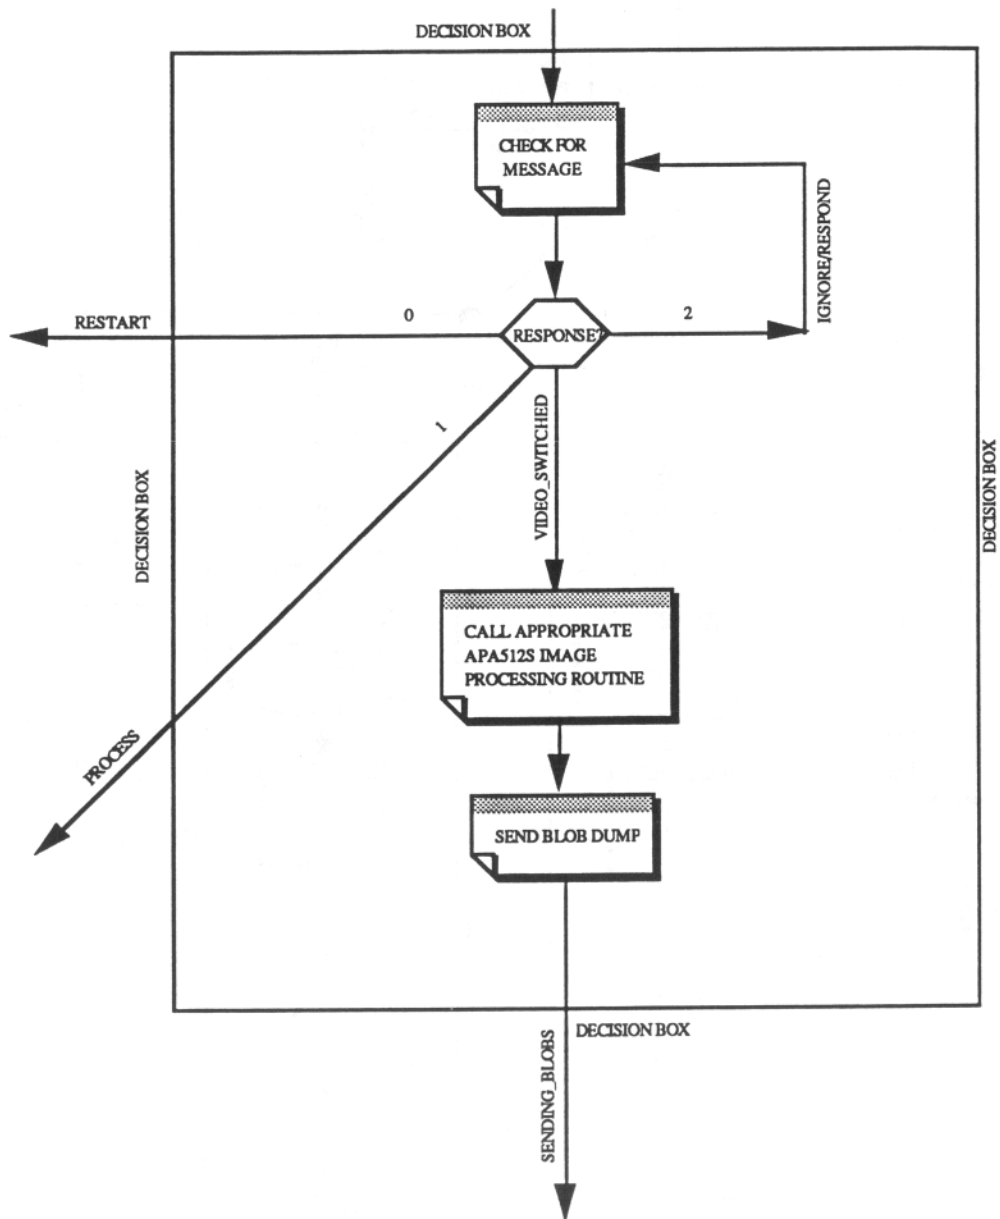 DECISION BOX
CHECK FOR
MESSAGE
IGNORE/RESPOND
RESTART
0
RESPONSE?
2
1
VIDEO_SWITCHED
DECISION BOX
DECISION BOX
CALL APPROPRIATE
APA512S IMAGE
PROCESSING ROUTINE
PROCESS
SEND BLOB DUMP
DECISION BOX
SENDING_BLOBS